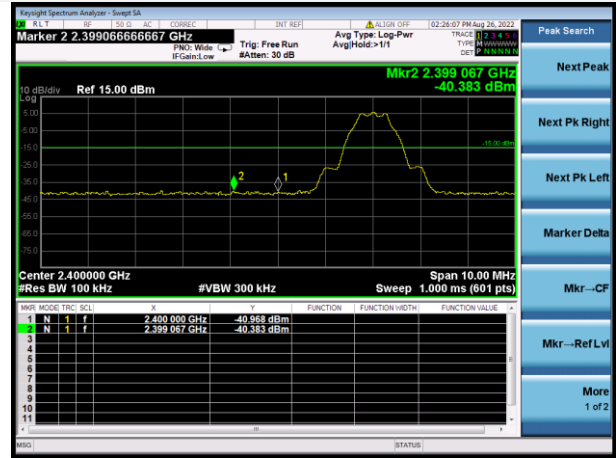 Keysight Spectrum Analyzer - Swept SA
RL T RF 50 Ω AC CORREC INT REF ALIGN OFF 02:26:07 PM Aug 26, 2022
Marker 2 2.399066666667 GHz
PNO: Wide Trig: Free Run
IFGain:Low #Atten: 30 dB
Avg Type: Log-Pwr
Avg|Hold:>1/1
TRACE 1 2 3 4 5 6
TYPE M WWWWW
DET P NNNNN
Peak Search
Next Peak
Next Pk Right
Next Pk Left
Marker Delta
Mkr→CF
Mkr→RefLvl
More
1 of 2
Mkr2 2.399 067 GHz
-40.383 dBm
10 dB/div Ref 15.00 dBm
Log
5.00
-5.00
-15.0
-15.00 dBm
-25.0
-35.0
2
1
-45.0
-55.0
-65.0
-75.0
Center 2.400000 GHz Span 10.00 MHz
#Res BW 100 kHz #VBW 300 kHz Sweep 1.000 ms (601 pts)
MKR MODE TRC SCL X Y FUNCTION FUNCTION WIDTH FUNCTION VALUE
1 N 1 f 2.400 000 GHz -40.968 dBm
2 N 1 f 2.399 067 GHz -40.383 dBm
3
4
5
6
7
8
9
10
11
MSG STATUS